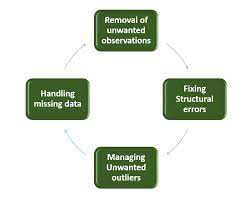 Removal of
unwanted
observations
Fixing
Structural
errors
Managing
Unwanted
outliers
Handling
missing data